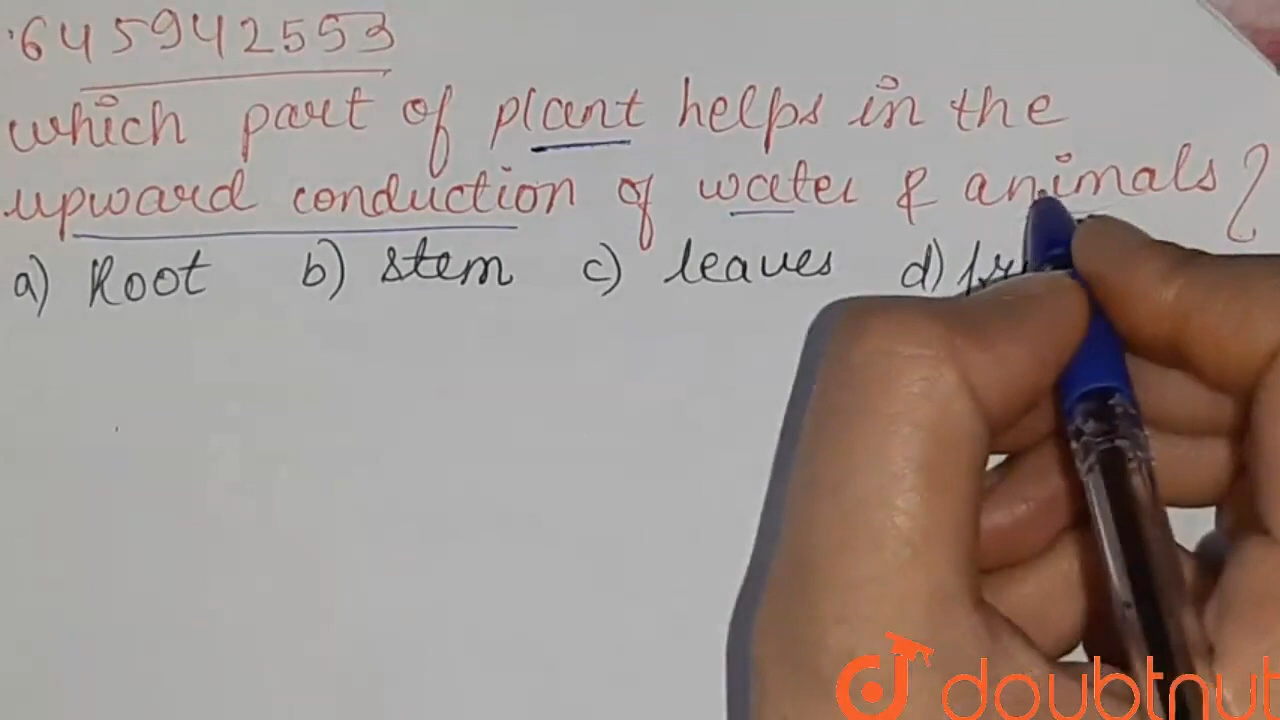 645942553
which part of plant helps in the
upward conduction of water & animals?
a) Root b) stem c) leaves d)
doubtnut